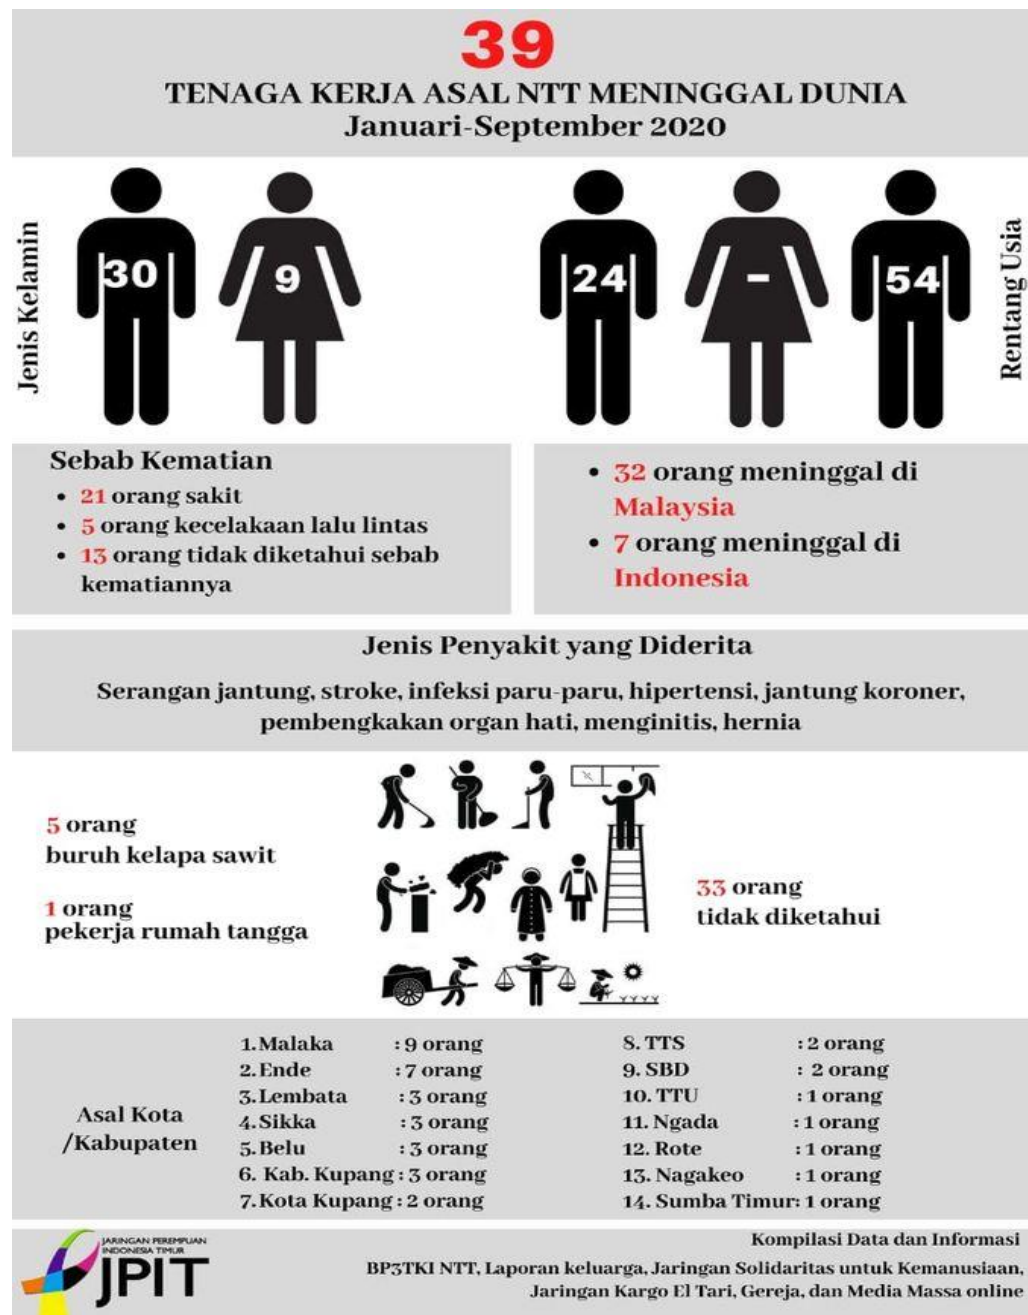 39
TENAGA KERJA ASAL NTT MENINGGAL DUNIA
Januari-September 2020
Jenis Kelamin
30
9
24
-
54
Rentang Usia
Sebab Kematian
• 21 orang sakit
• 5 orang kecelakaan lalu lintas
• 13 orang tidak diketahui sebab
kematiannya
• 32 orang meninggal di
Malaysia
• 7 orang meninggal di
Indonesia
Jenis Penyakit yang Diderita
Serangan jantung, stroke, infeksi paru-paru, hipertensi, jantung koroner,
pembengkakan organ hati, menginitis, hernia
5 orang
buruh kelapa sawit
1 orang
pekerja rumah tangga
33 orang
tidak diketahui
Asal Kota
/Kabupaten
1. Malaka : 9 orang
2. Ende : 7 orang
3. Lembata : 3 orang
4. Sikka : 3 orang
5. Belu : 3 orang
6. Kab. Kupang : 3 orang
7. Kota Kupang : 2 orang
8. TTS : 2 orang
9. SBD : 2 orang
10. TTU : 1 orang
11. Ngada : 1 orang
12. Rote : 1 orang
13. Nagakeo : 1 orang
14. Sumba Timur: 1 orang
JARINGAN PEREMPUAN
INDONESIA TIMUR
JPIT
Kompilasi Data dan Informasi
BP3TKI NTT, Laporan keluarga, Jaringan Solidaritas untuk Kemanusiaan,
Jaringan Kargo El Tari, Gereja, dan Media Massa online